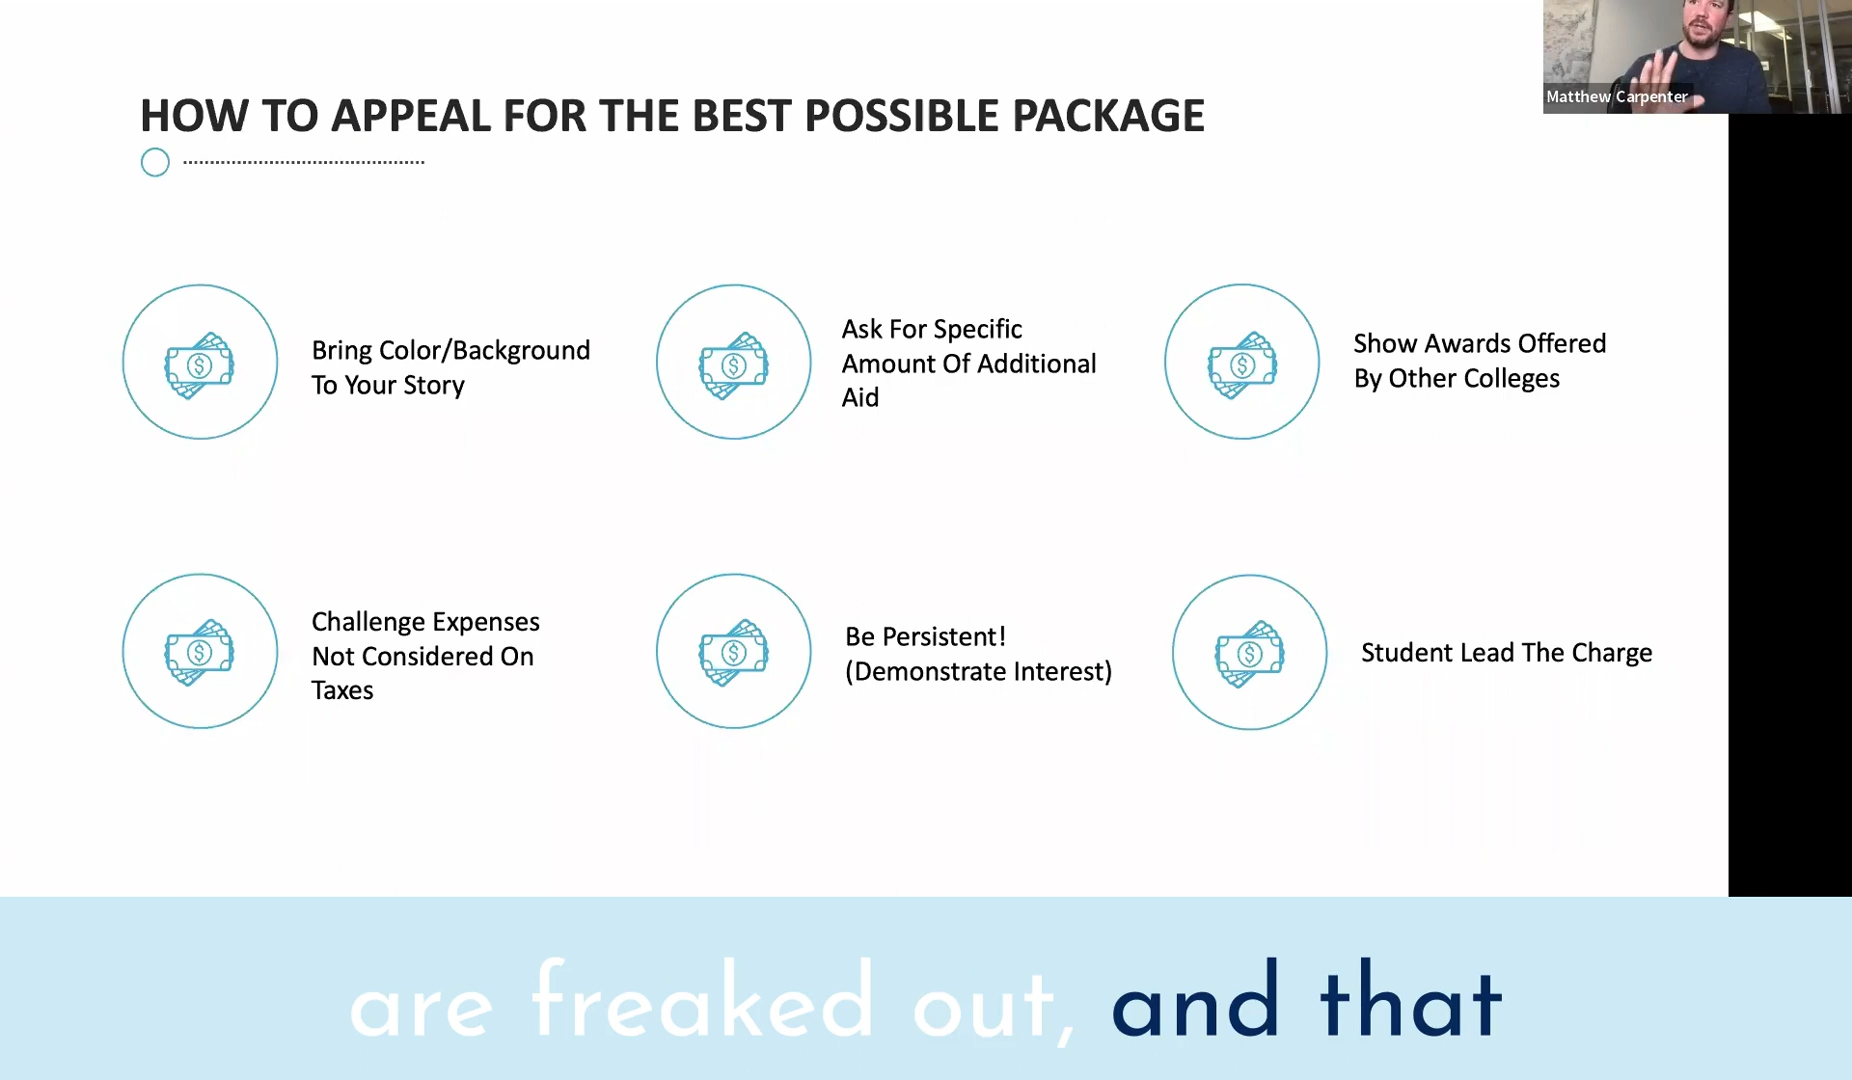 Matthew Carpenter
HOW TO APPEAL FOR THE BEST POSSIBLE PACKAGE
Bring Color/Background
To Your Story
Ask For Specific
Amount Of Additional
Aid
Show Awards Offered
By Other Colleges
Challenge Expenses
Not Considered On
Taxes
Be Persistent!
(Demonstrate Interest)
Student Lead The Charge
are freaked out, and that